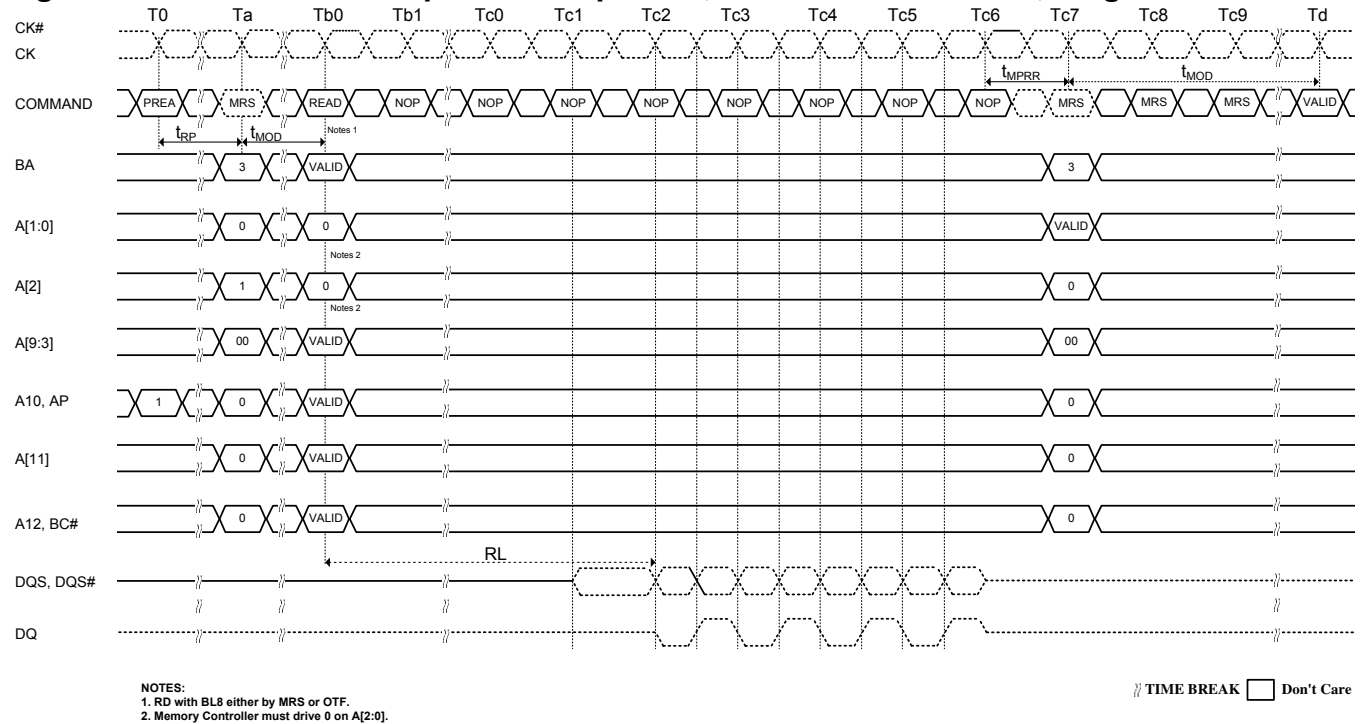 T0 Ta Tb0 Tb1 Tc0 Tc1 Tc2 Tc3 Tc4 Tc5 Tc6 Tc7 Tc8 Tc9 Td
CK#
CK
tMPRR tMOD
COMMAND PREA MRS READ NOP NOP NOP NOP NOP NOP NOP NOP MRS MRS MRS VALID
tRP tMOD Notes 1
BA 3 VALID 3
A[1:0] 0 0 VALID
Notes 2
A[2] 1 0 0
Notes 2
A[9:3] 00 VALID 00
A10, AP 1 0 VALID 0
A[11] 0 VALID 0
A12, BC# 0 VALID 0
RL
DQS, DQS#
DQ
NOTES:
1. RD with BL8 either by MRS or OTF.
2. Memory Controller must drive 0 on A[2:0].
TIME BREAK Don't Care